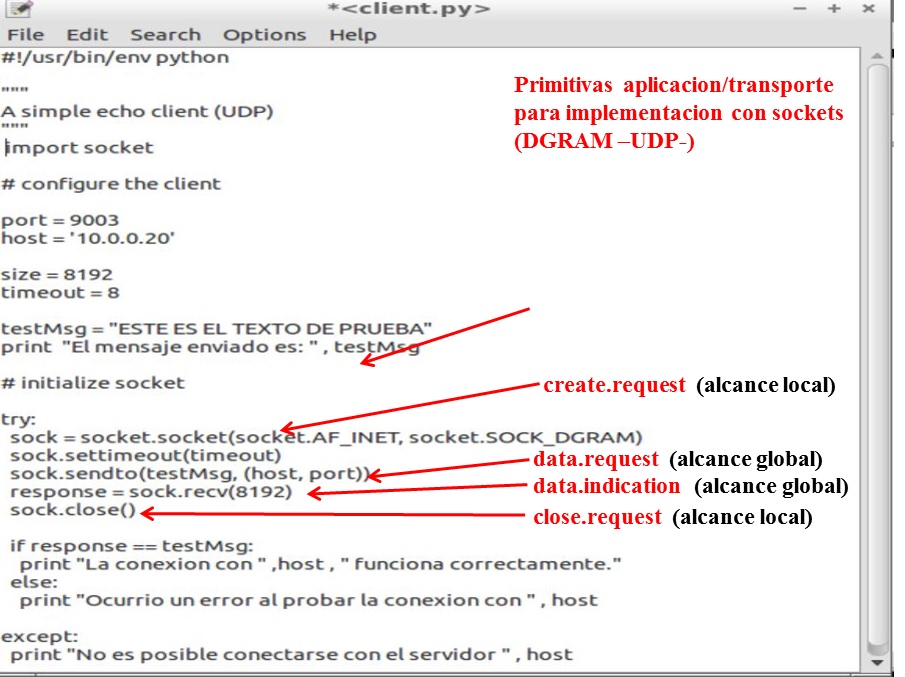 *<client.py>
File Edit Search Options Help
#!/usr/bin/env python
"""
A simple echo client (UDP)
"""
import socket
# configure the client
port = 9003
host = '10.0.0.20'
size = 8192
timeout = 8
testMsg = "ESTE ES EL TEXTO DE PRUEBA"
print "El mensaje enviado es: " , testMsg
# initialize socket
try:
sock = socket.socket(socket.AF_INET, socket.SOCK_DGRAM)
sock.settimeout(timeout)
sock.sendto(testMsg, (host, port))
response = sock.recv(8192)
sock.close()
if response == testMsg:
print "La conexion con " ,host , " funciona correctamente."
else:
print "Ocurrio un error al probar la conexion con " , host
except:
print "No es posible conectarse con el servidor " , host
Primitivas aplicacion/transporte
para implementacion con sockets
(DGRAM –UDP-)
create.request (alcance local)
data.request (alcance global)
data.indication (alcance global)
close.request (alcance local)